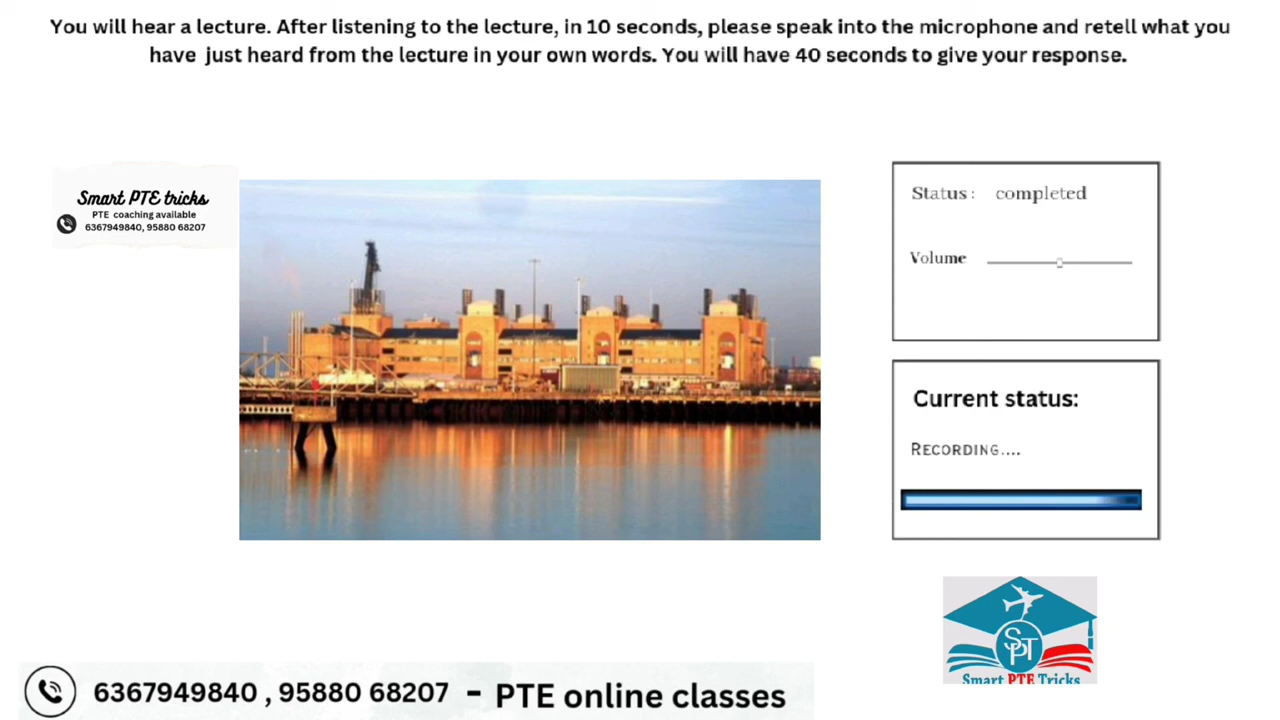 You will hear a lecture. After listening to the lecture, in 10 seconds, please speak into the microphone and retell what you
have just heard from the lecture in your own words. You will have 40 seconds to give your response.
Smart PTE tricks
PTE coaching available
6367949840, 95880 68207
Status: completed
Volume
Current status:
RECORDING....
SPT
Smart PTE Tricks
6367949840 , 95880 68207 - PTE online classes